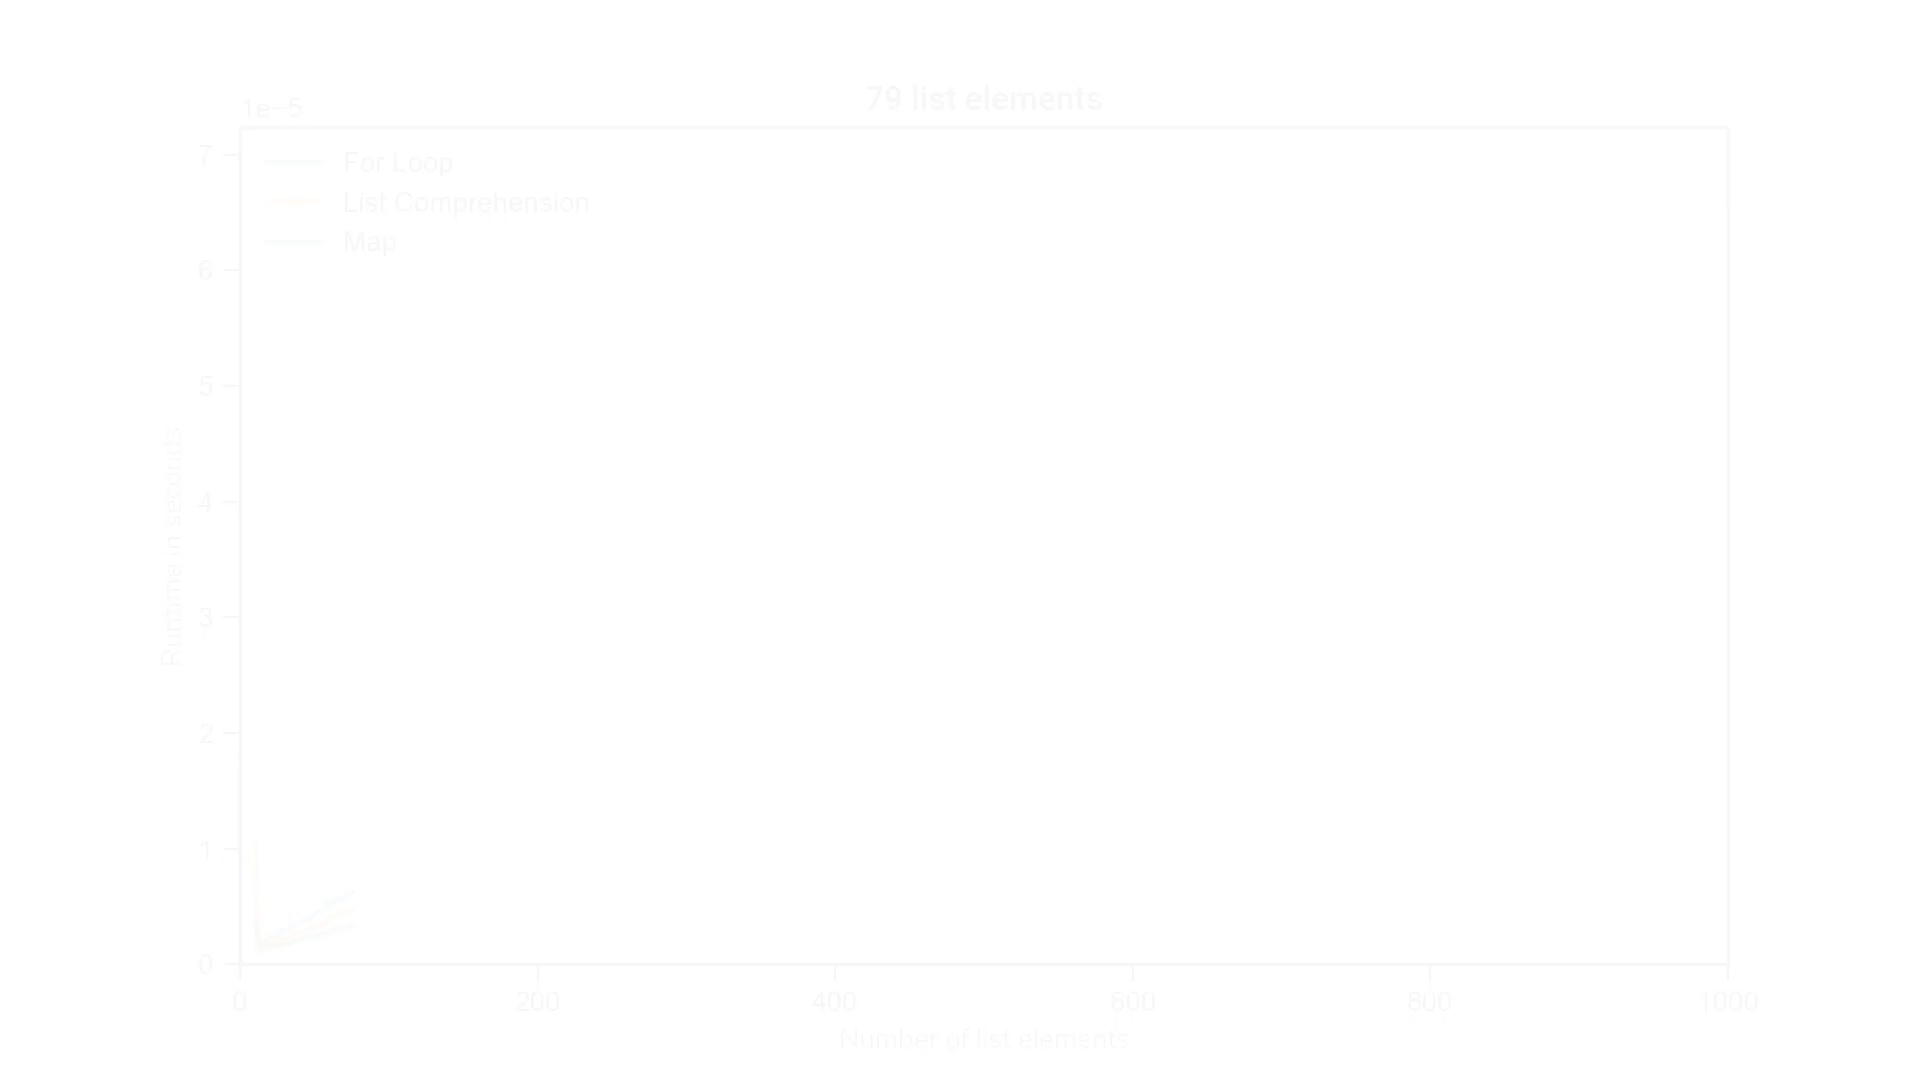 79 list elements
1e−5
7
For Loop
List Comprehension
Map
6
5
4
3
2
1
0
Runtime in seconds
0 200 400 600 800 1000
Number of list elements